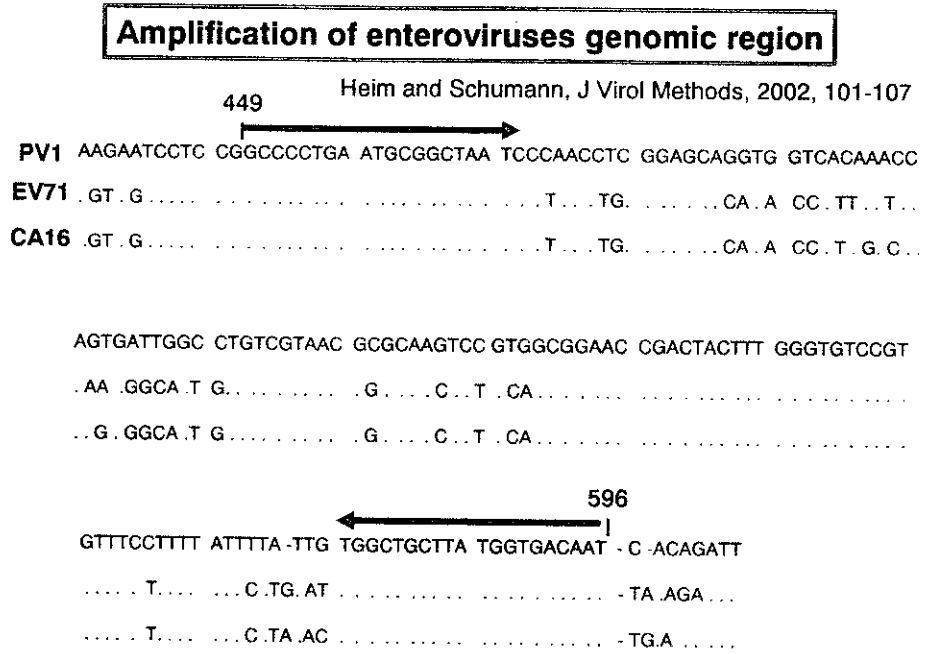 Amplification of enteroviruses genomic region
Heim and Schumann, J Virol Methods, 2002, 101-107
449
PV1 AAGAATCCTC CGGCCCCTGA ATGCGGCTAA TCCCAACCTC GGAGCAGGTG GTCACAAACC
EV71 .GT.G..... .......... .......... ....T...TG. .......CA.A CC.TT..T..
CA16 .GT.G..... .......... .......... ....T...TG. .......CA.A CC.T.G.C..
AGTGATTGGC CTGTCGTAAC GCGCAAGTCC GTGGCGGAAC CGACTACTTT GGGTGTCCGT
.AA.GGCA.T G......... .G....C..T .CA....... .......... ..........
..G.GGCA.T G......... .G....C..T .CA....... .......... ..........
596
GTTTCCTTTT ATTTTA-TTG TGGCTGCTTA TGGTGACAAT -C-ACAGATT
.....T.... ...C.TG.AT .......... .......... -TA.AGA...
.....T.... ...C.TA.AC .......... .......... -TG.A.....